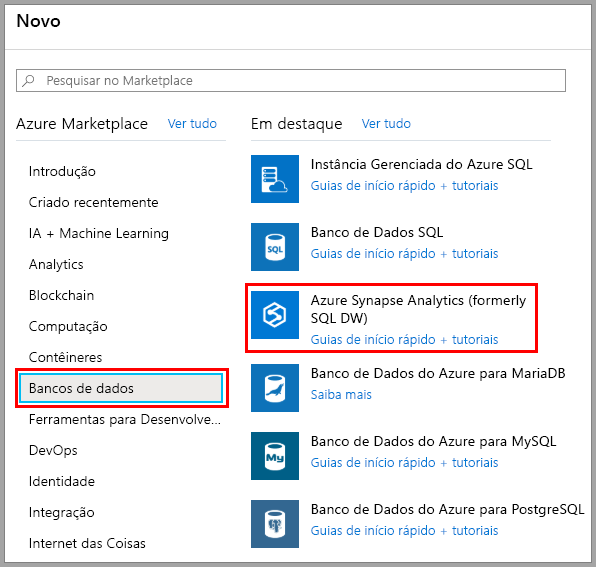 Novo
Pesquisar no Marketplace
Azure Marketplace Ver tudo
Introdução
Criado recentemente
IA + Machine Learning
Analytics
Blockchain
Computação
Contêineres
Bancos de dados
Ferramentas para Desenvolve...
DevOps
Identidade
Integração
Internet das Coisas
Em destaque Ver tudo
Instância Gerenciada do Azure SQL
Guias de início rápido + tutoriais
SQL
Banco de Dados SQL
Guias de início rápido + tutoriais
Azure Synapse Analytics (formerly
SQL DW)
Guias de início rápido + tutoriais
Banco de Dados do Azure para MariaDB
Saiba mais
My
Banco de Dados do Azure para MySQL
Guias de início rápido + tutoriais
Banco de Dados do Azure para PostgreSQL
Guias de início rápido + tutoriais